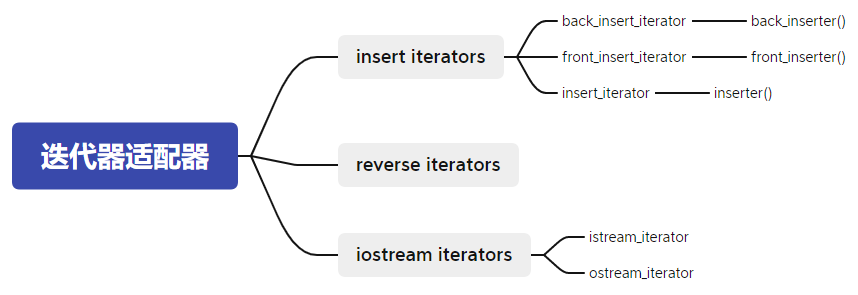 迭代器适配器
insert iterators
back_insert_iterator
back_inserter()
front_insert_iterator
front_inserter()
insert_iterator
inserter()
reverse iterators
iostream iterators
istream_iterator
ostream_iterator